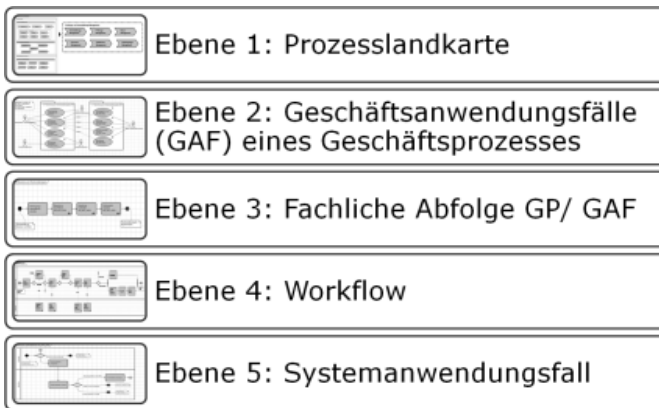 Ebene 1: Prozesslandkarte
Ebene 2: Geschäftsanwendungsfälle
(GAF) eines Geschäftsprozesses
Ebene 3: Fachliche Abfolge GP/ GAF
Ebene 4: Workflow
Ebene 5: Systemanwendungsfall